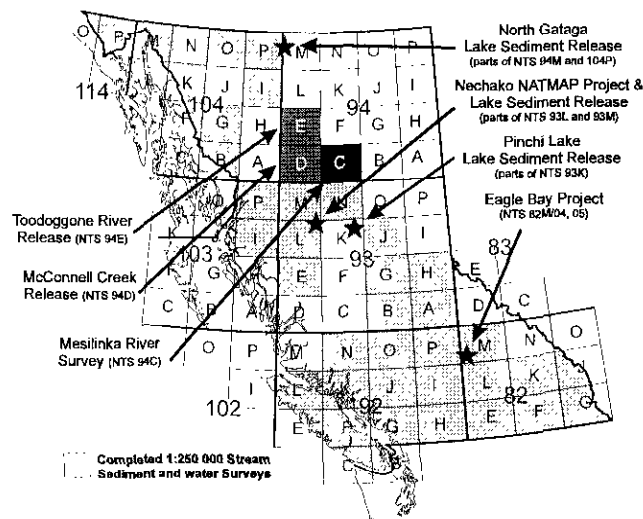 North Gataga
Lake Sediment Release
(parts of NTS 94M and 104P)
Nechako NATMAP Project &
Lake Sediment Release
(parts of NTS 93L and 93M)
Pinchi Lake
Lake Sediment Release
(parts of NTS 93K)
Eagle Bay Project
(NTS 82M/04, 05)
Toodoggone River
Release (NTS 94E)
McConnell Creek
Release (NTS 94D)
Mesilinka River
Survey (NTS 94C)
O P M N O P M N O P
114
K J I L J I
104 94
G H E F G H
C B A D C B A
O P M N O P
K J I L K J I
103 93 83
G H E F G H E
C B A D C B A D C
O P M N O P M N O
I L J I L K
102 92 82
E F G H E F G
C B
Completed 1:250 000 Stream
Sediment and water Surveys